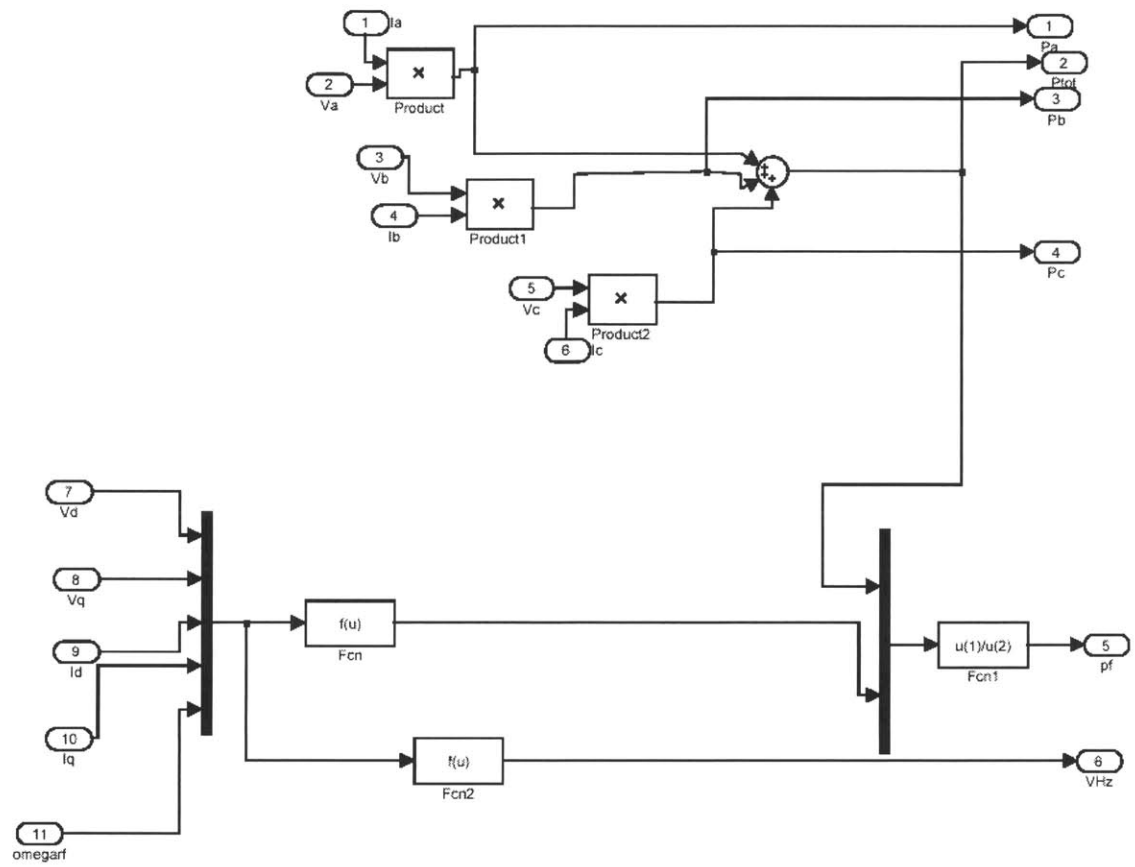 1
Ia
1
Pa
2
Va
×
Product
2
Ptot
3
Pb
3
Vb
4
Ib
×
Product1
+
+
+
4
Pc
5
Vc
×
Product2
6
Ic
7
Vd
8
Vq
9
Id
10
Iq
11
omegarf
f(u)
Fcn
f(u)
Fcn2
u(1)/u(2)
Fcn1
5
pf
6
VHz